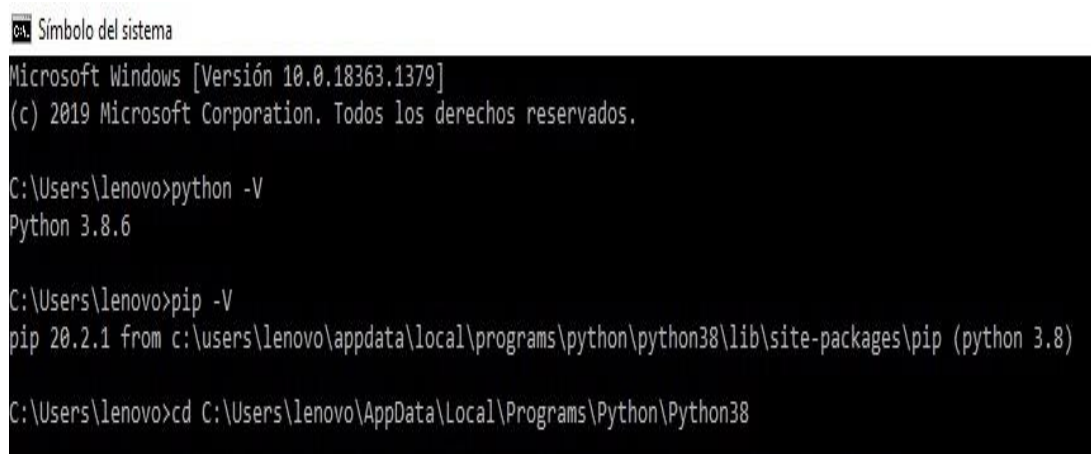 Símbolo del sistema
Microsoft Windows [Versión 10.0.18363.1379]
(c) 2019 Microsoft Corporation. Todos los derechos reservados.
C:\Users\lenovo>python -V
Python 3.8.6
C:\Users\lenovo>pip -V
pip 20.2.1 from c:\users\lenovo\appdata\local\programs\python\python38\lib\site-packages\pip (python 3.8)
C:\Users\lenovo>cd C:\Users\lenovo\AppData\Local\Programs\Python\Python38